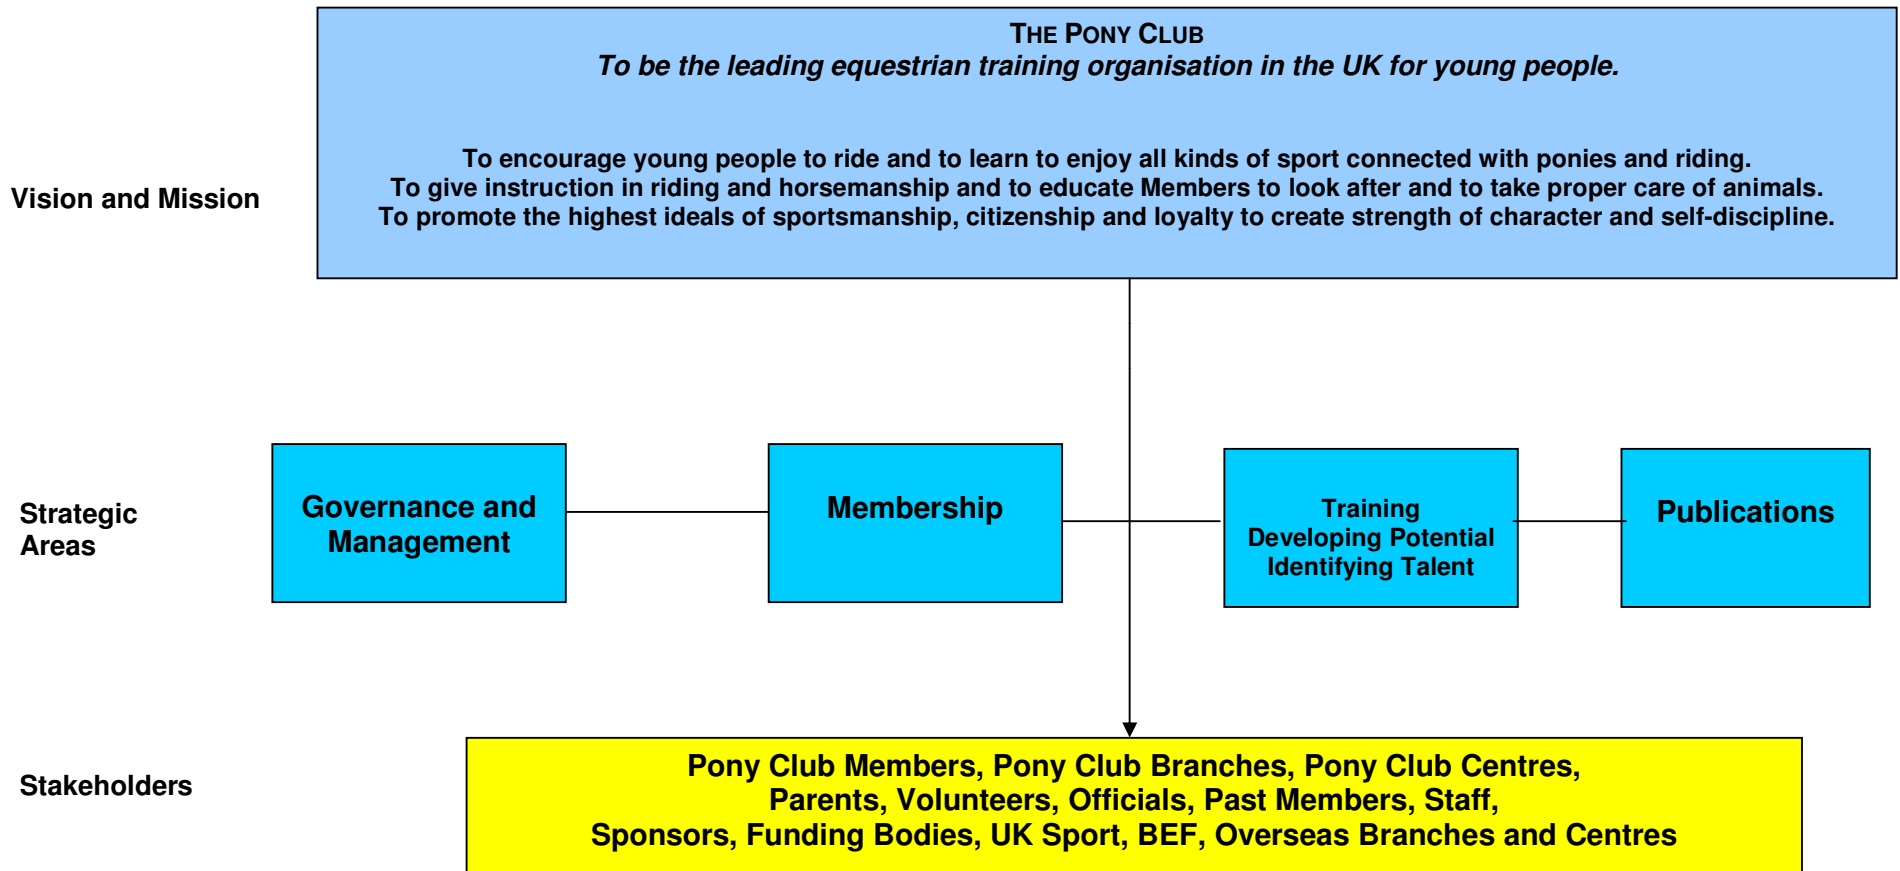 THE PONY CLUB
To be the leading equestrian training organisation in the UK for young people.
To encourage young people to ride and to learn to enjoy all kinds of sport connected with ponies and riding.
Vision and Mission
To give instruction in riding and horsemanship and to educate Members to look after and to take proper care of animals.
To promote the highest ideals of sportsmanship, citizenship and loyalty to create strength of character and self-discipline.
Strategic
Areas
Governance and
Management
Membership
Training
Developing Potential
Identifying Talent
Publications
Stakeholders
Pony Club Members, Pony Club Branches, Pony Club Centres,
Parents, Volunteers, Officials, Past Members, Staff,
Sponsors, Funding Bodies, UK Sport, BEF, Overseas Branches and Centres